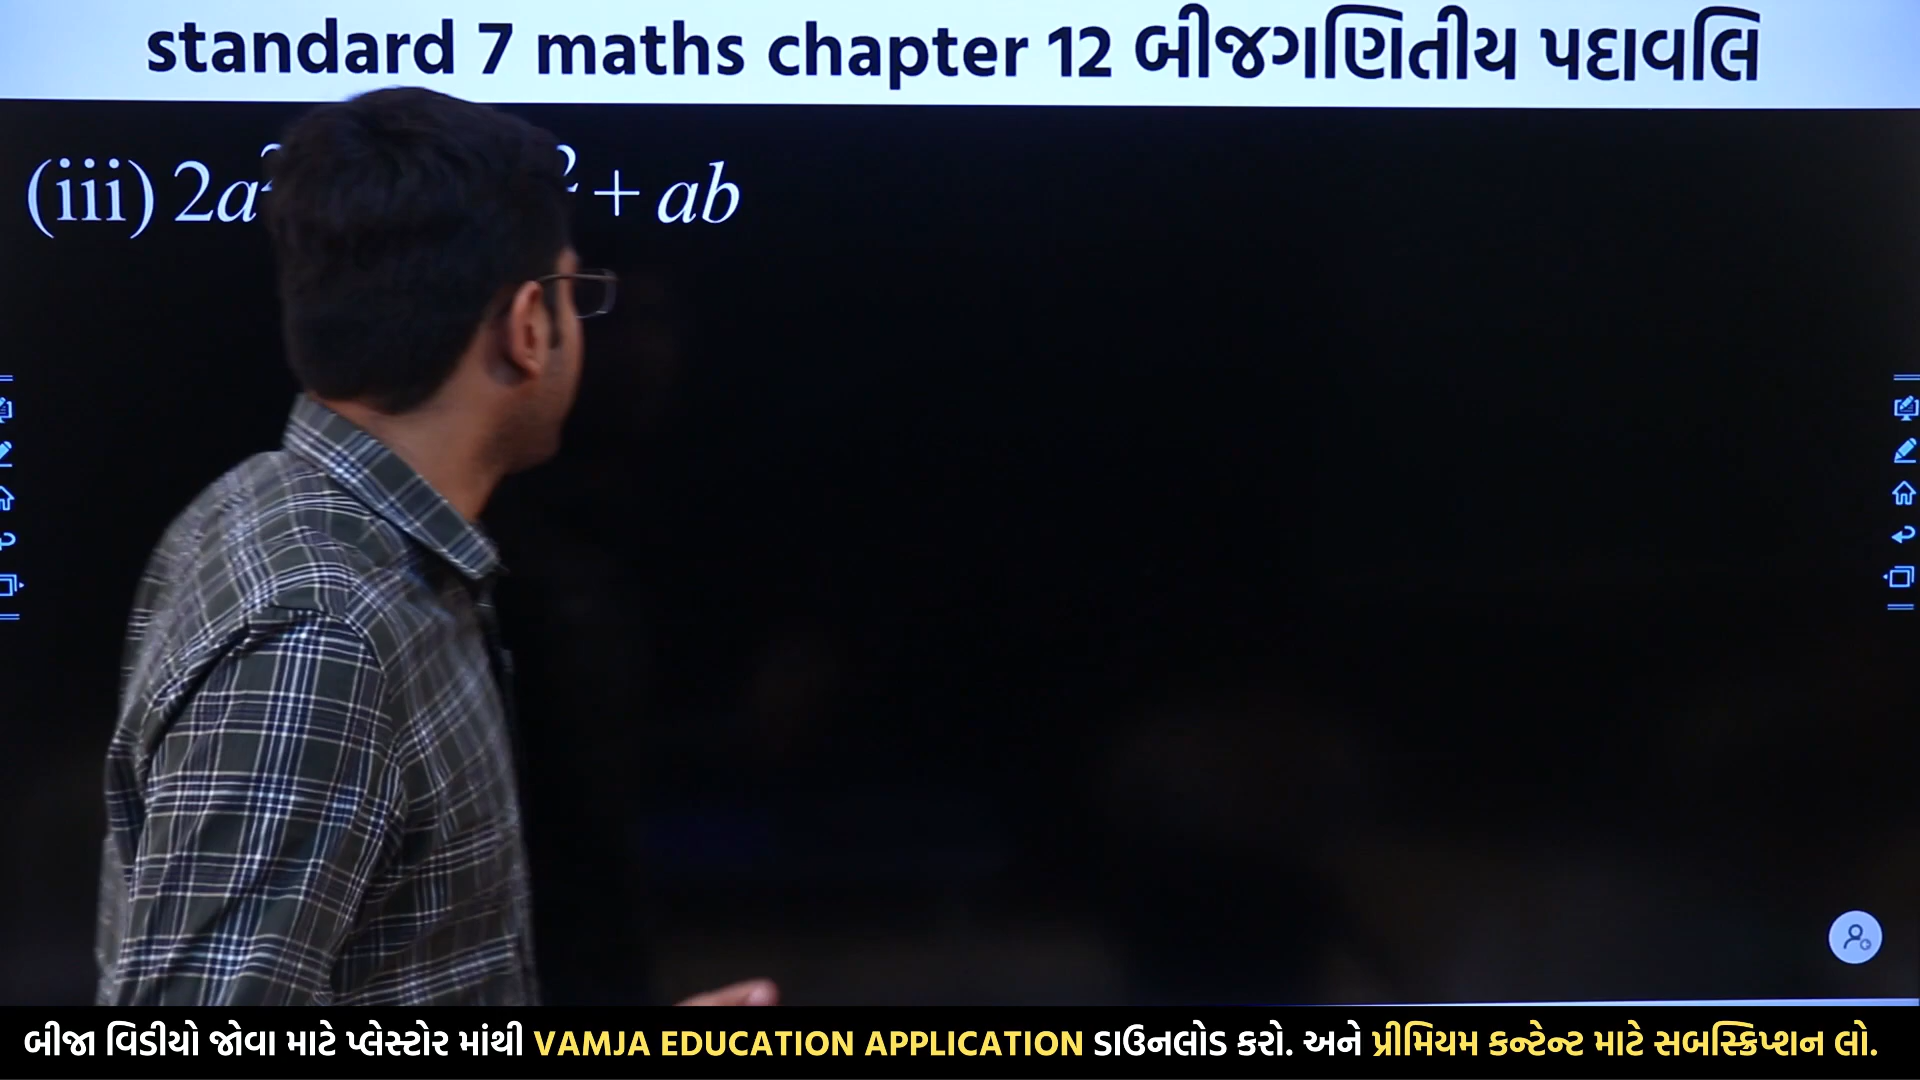 standard 7 maths chapter 12 બીજગણિતીય પદાવલિ
(iii) 2a² + ab
બીજા વિડીયો જોવા માટે પ્લેસ્ટોર માંથી VAMJA EDUCATION APPLICATION ડાઉનલોડ કરો. અને પ્રીમિયમ કન્ટેન્ટ માટે સબસ્ક્રિપ્શન લો.